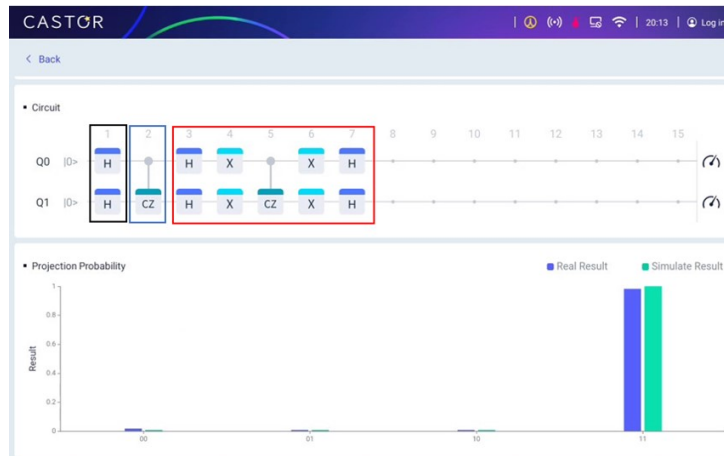 CASTOR
20:13 Log in
< Back
Circuit
1 2 3 4 5 6 7 8 9 10 11 12 13 14 15
Q0 |0> H H X X H
Q1 |0> H CZ H X CZ X H
Projection Probability
Real Result Simulate Result
1
0.8
0.6
0.4
0.2
0
Result
00 01 10 11